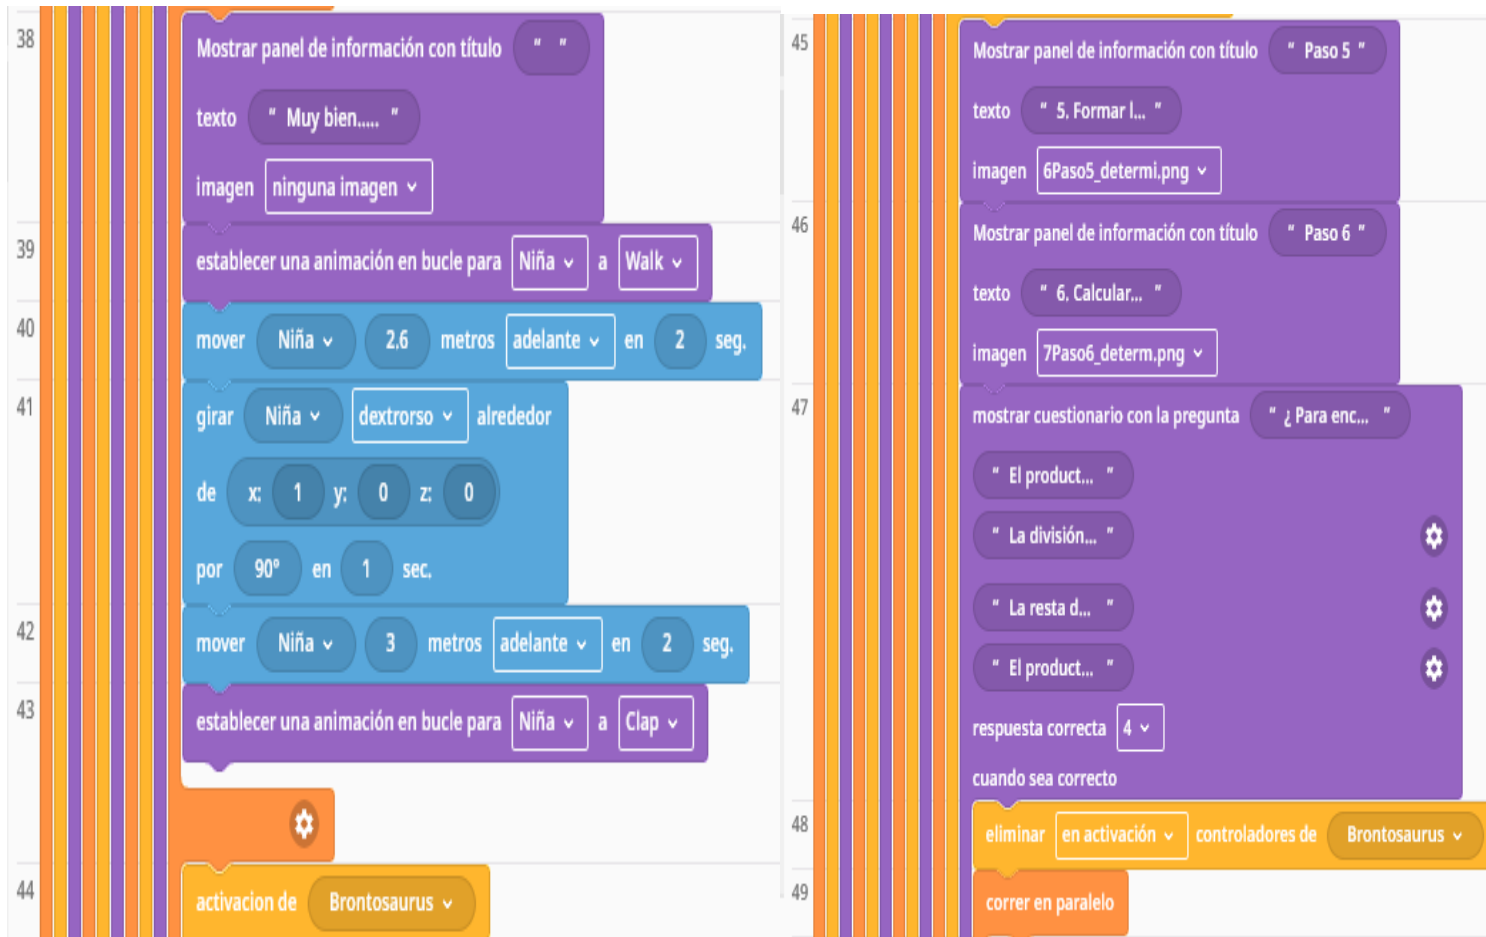 38
Mostrar panel de información con título " "
texto " Muy bien..... "
imagen ninguna imagen
39
establecer una animación en bucle para Niña a Walk
40
mover Niña 2.6 metros adelante en 2 seg.
41
girar Niña dextrorso alrededor
de x: 1 y: 0 z: 0
por 90º en 1 sec.
42
mover Niña 3 metros adelante en 2 seg.
43
establecer una animación en bucle para Niña a Clap
44
activacion de Brontosaurus
45
Mostrar panel de información con título " Paso 5 "
texto " 5. Formar l... "
imagen 6Paso5_determi.png
46
Mostrar panel de información con título " Paso 6 "
texto " 6. Calcular... "
imagen 7Paso6_determ.png
47
mostrar cuestionario con la pregunta " ¿ Para enc... "
" El product... "
" La división... "
" La resta d... "
" El product... "
respuesta correcta 4
cuando sea correcto
48
eliminar en activación controladores de Brontosaurus
49
correr en paralelo